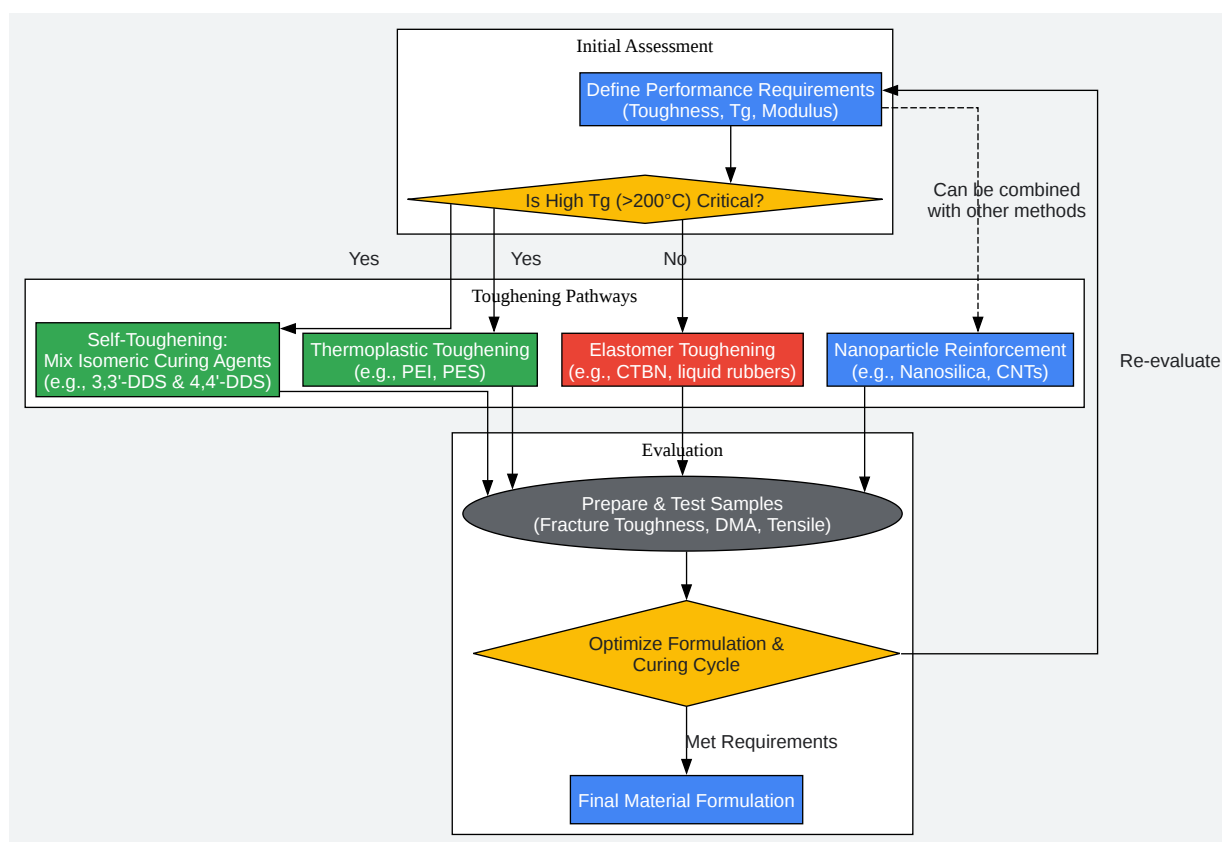 Initial Assessment
Define Performance Requirements
(Toughness, Tg, Modulus)
Is High Tg (>200°C) Critical?
Can be combined
with other methods
Yes
Yes
No
Toughening Pathways
Self-Toughening:
Mix Isomeric Curing Agents
(e.g., 3,3'-DDS & 4,4'-DDS)
Thermoplastic Toughening
(e.g., PEI, PES)
Elastomer Toughening
(e.g., CTBN, liquid rubbers)
Nanoparticle Reinforcement
(e.g., Nanosilica, CNTs)
Re-evaluate
Evaluation
Prepare & Test Samples
(Fracture Toughness, DMA, Tensile)
Optimize Formulation &
Curing Cycle
Met Requirements
Final Material Formulation